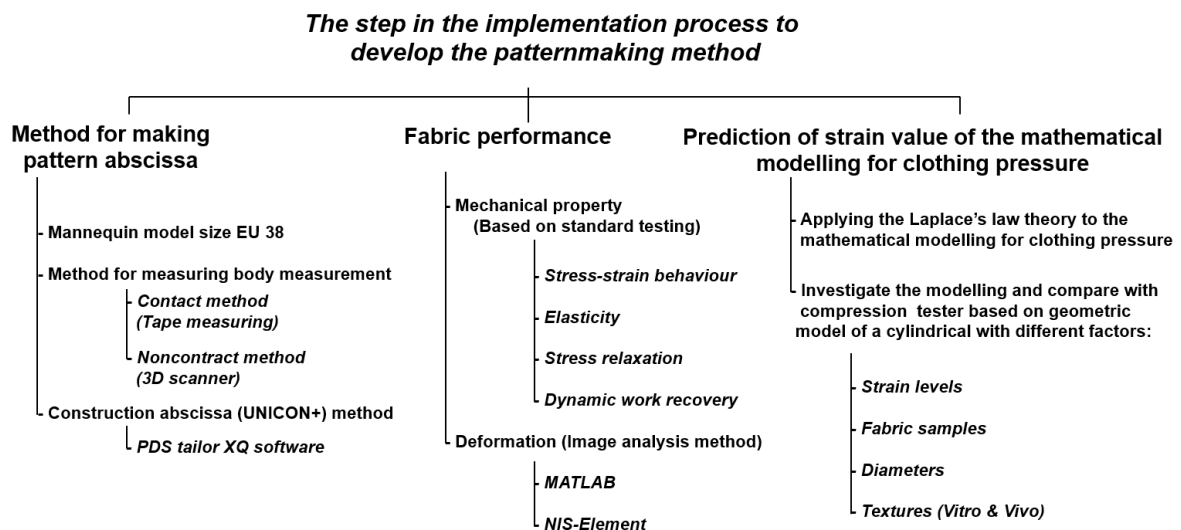 The step in the implementation process to
develop the patternmaking method
Method for making
pattern abscissa
- Mannequin model size EU 38
- Method for measuring body measurement
- Contact method
(Tape measuring)
- Noncontract method
(3D scanner)
- Construction abscissa (UNICON+) method
- PDS tailor XQ software
Fabric performance
- Mechanical property
(Based on standard testing)
- Stress-strain behaviour
- Elasticity
- Stress relaxation
- Dynamic work recovery
- Deformation (Image analysis method)
- MATLAB
- NIS-Element
Prediction of strain value of the mathematical
modelling for clothing pressure
- Applying the Laplace's law theory to the
mathematical modelling for clothing pressure
- Investigate the modelling and compare with
compression tester based on geometric
model of a cylindrical with different factors:
- Strain levels
- Fabric samples
- Diameters
- Textures (Vitro & Vivo)